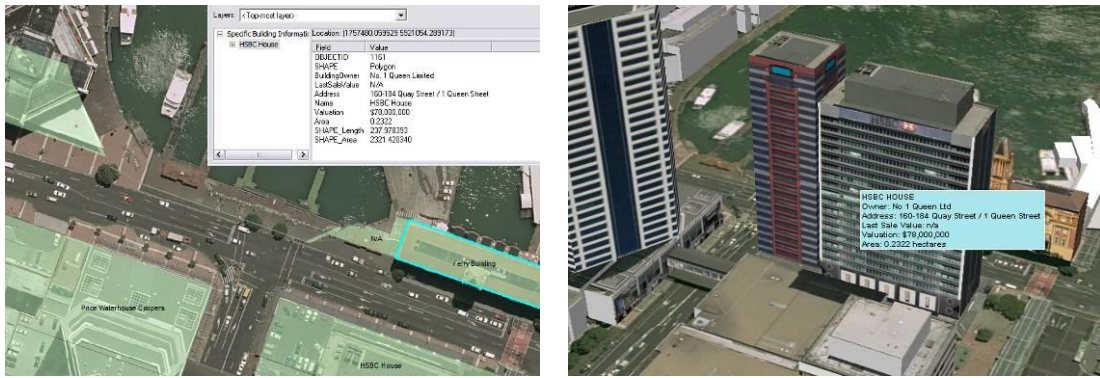 Layers: <Top-most layer>
Specific Building Informatic Location: (1757480.059529 5921054.289173)
HSBC House
Field Value
OBJECTID 1161
SHAPE Polygon
BuildingOwner No. 1 Queen Limited
LastSaleValue N/A
Address 160-184 Quay Street / 1 Queen Street
Name HSBC House
Valuation $78,000,000
Area 0.2322
SHAPE_Length 237.978393
SHAPE_Area 2321.420340
N/A
Ferry Building
Price Waterhouse Coopers
HSBC House
HSBC
HSBC HOUSE
Owner: No 1 Queen Ltd
Address: 160-184 Quay Street / 1 Queen Street
Last Sale Value: n/a
Valuation: $78,000,000
Area: 0.2322 hectares